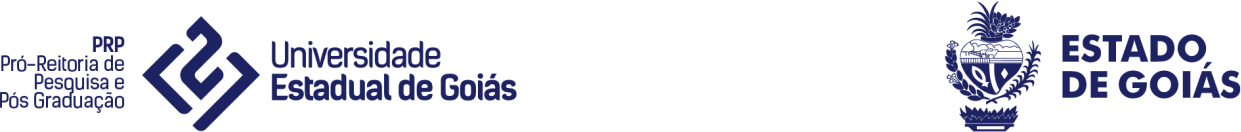 PRP
Pró-Reitoria de
Pesquisa e
Pós Graduação
Universidade
Estadual de Goiás
ESTADO
DE GOIÁS